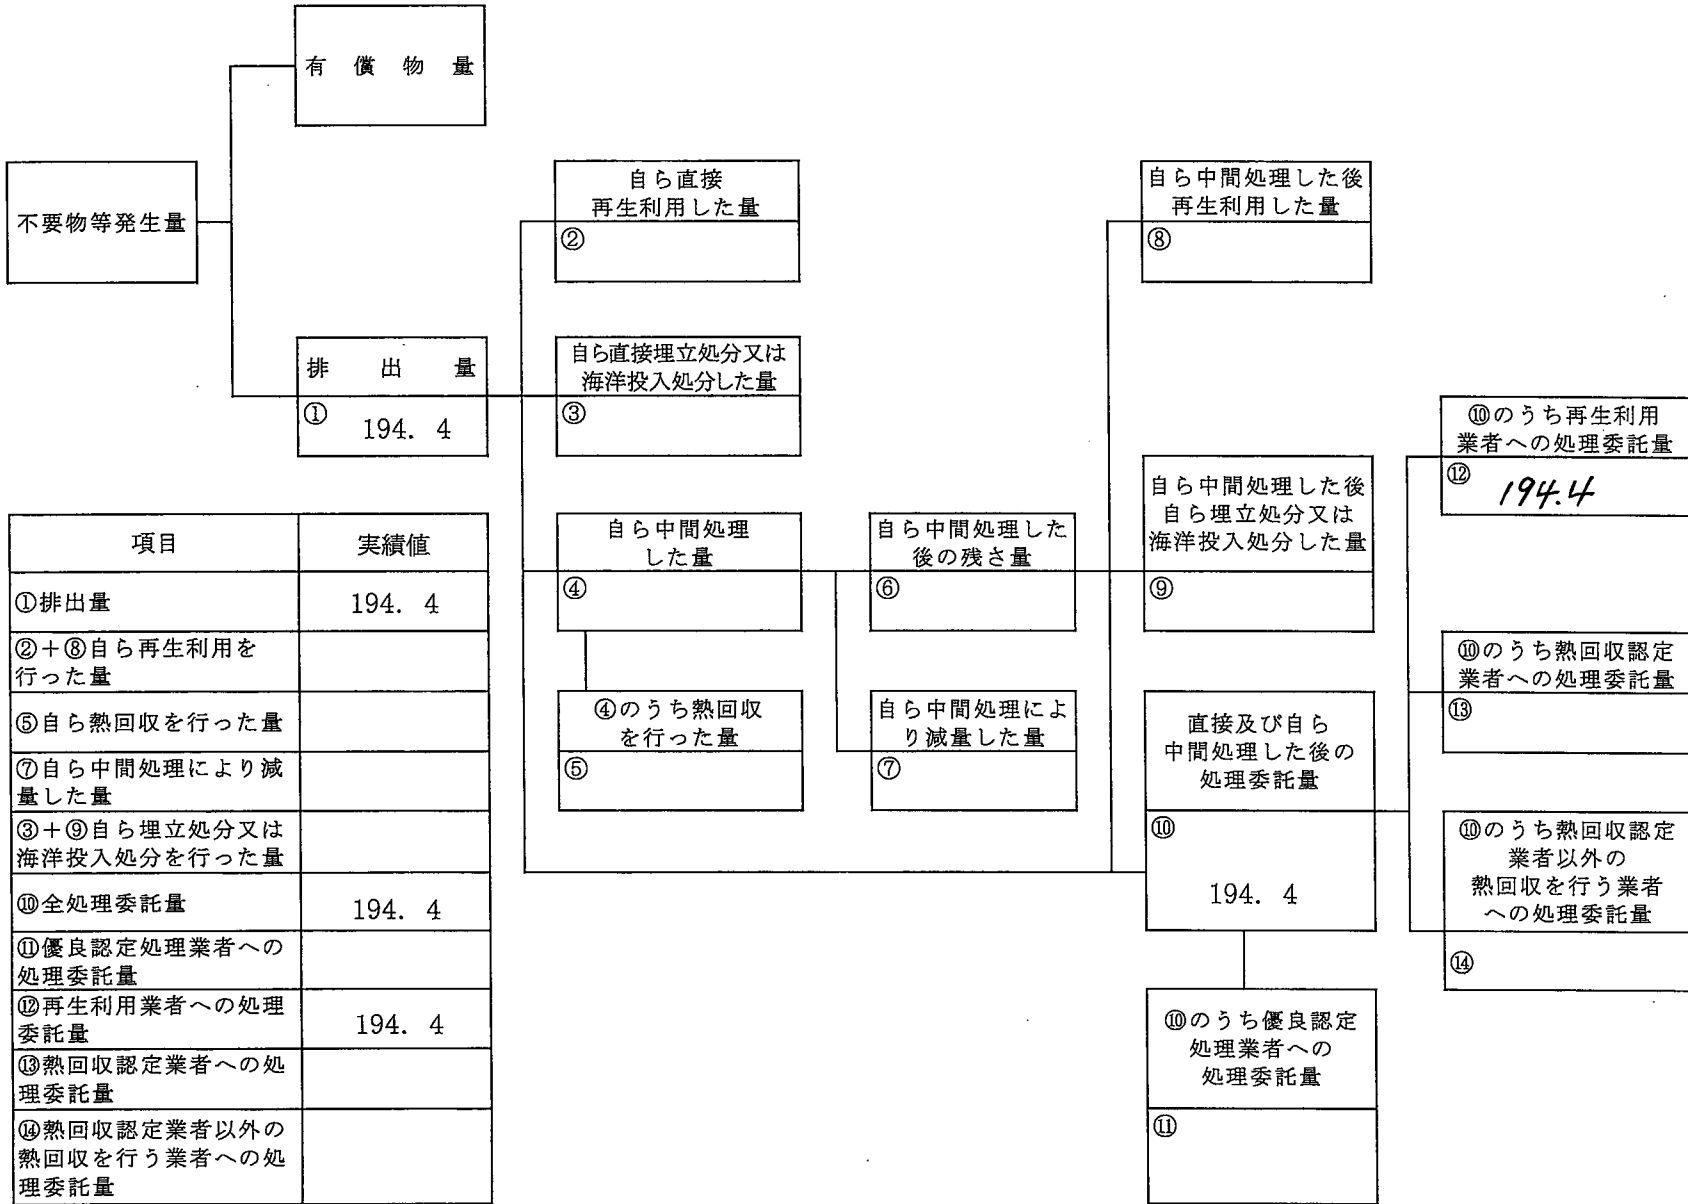 有償物量
不要物等発生量
排出量
① 194.4
自ら直接
再生利用した量
②
自ら直接埋立処分又は
海洋投入処分した量
③
自ら中間処理
した量
④
④のうち熱回収
を行った量
⑤
自ら中間処理した
後の残さ量
⑥
自ら中間処理によ
り減量した量
⑦
自ら中間処理した後
再生利用した量
⑧
自ら中間処理した後
自ら埋立処分又は
海洋投入処分した量
⑨
直接及び自ら
中間処理した後の
処理委託量
⑩
194.4
⑩のうち優良認定
処理業者への
処理委託量
⑪
⑩のうち再生利用
業者への処理委託量
⑫ 194.4
⑩のうち熱回収認定
業者への処理委託量
⑬
⑩のうち熱回収認定
業者以外の
熱回収を行う業者
への処理委託量
⑭
項目 実績値
①排出量 194.4
②+⑧自ら再生利用を
行った量
⑤自ら熱回収を行った量
⑦自ら中間処理により減
量した量
③+⑨自ら埋立処分又は
海洋投入処分を行った量
⑩全処理委託量 194.4
⑪優良認定処理業者への
処理委託量
⑫再生利用業者への処理
委託量 194.4
⑬熱回収認定業者への処
理委託量
⑭熱回収認定業者以外の
熱回収を行う業者への処
理委託量